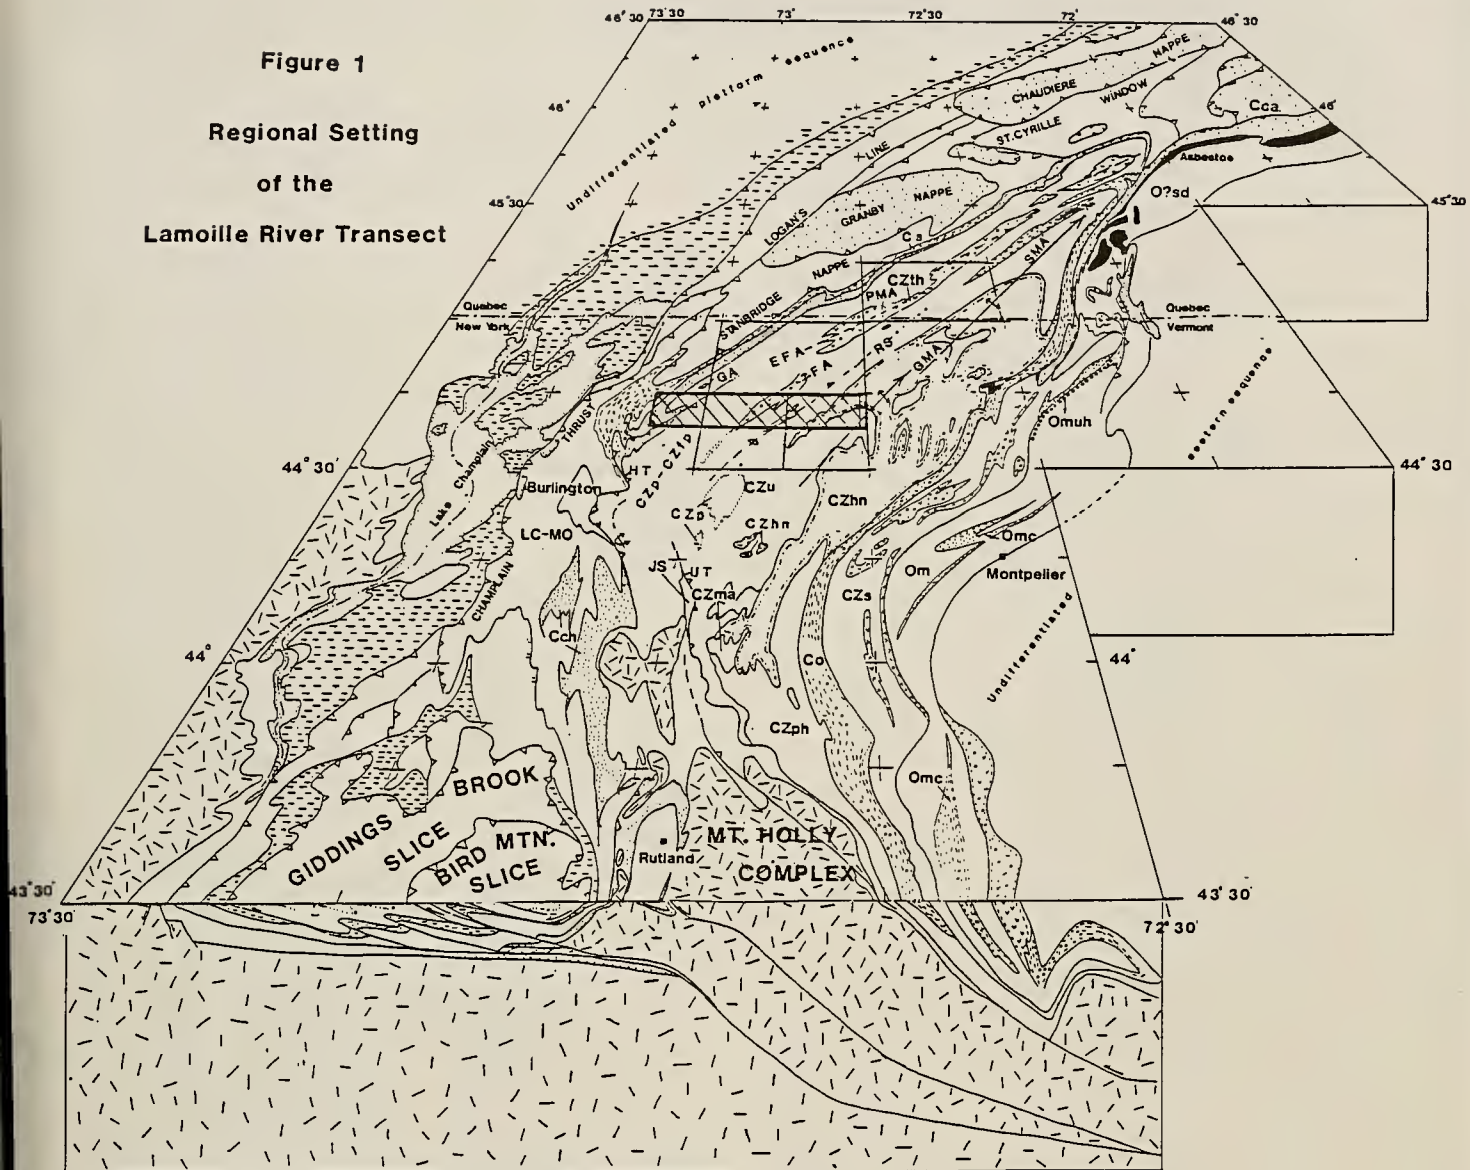 46° 30'
73° 30'
73°
72° 30'
72°
46° 30'
Figure 1
Regional Setting
of the
Lamoille River Transect
Undifferentiated platform sequence
CHAUDIERE NAPPE
WINDOW
ST. CYRILLE
Cca
46°
46°
LINE
LOGAN'S
Asbestos
O?sd
45° 30'
45° 30'
GRANBY NAPPE
Cs
NAPPE
STANBRIDGE
SMA
CZth
PMA
Quebec
New York
Quebec
Vermont
EFA
FA
RS
GMA
GA
THRUST
Omuh
Undifferentiated eastern sequence
44° 30'
44° 30'
Lake Champlain
HT
CZp-CZfp
Burlington
CZu
CZhn
CZp
CZhn
LC-MO
Omc
JS
UT
Om
Montpelier
CHAMPLAIN
CZma
CZs
Cch
44°
44°
Co
CZph
BROOK
Omc
GIDDINGS
SLICE
BIRD MTN.
SLICE
MT. HOLLY
COMPLEX
Rutland
43° 30'
43° 30'
73° 30'
72° 30'